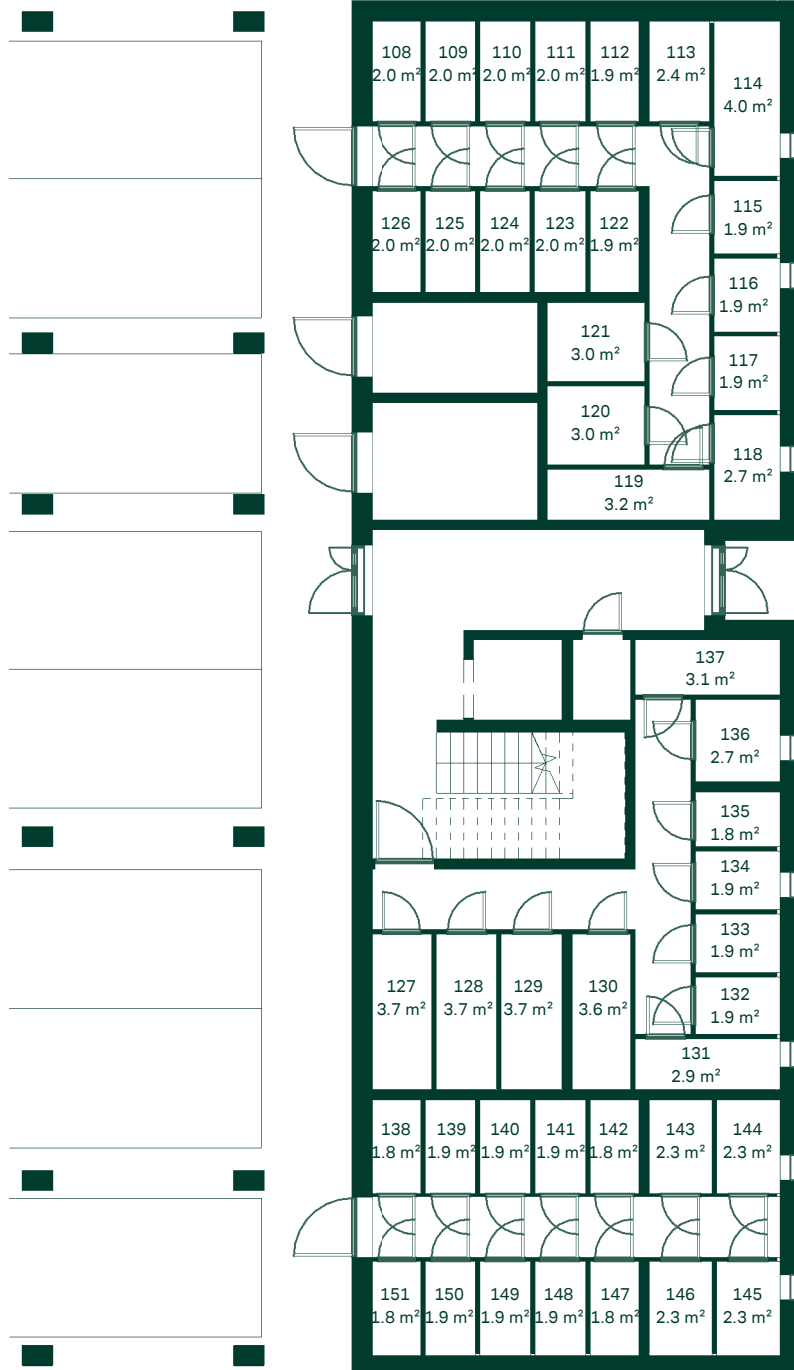 108
2.0 m²
109
2.0 m²
110
2.0 m²
111
2.0 m²
112
1.9 m²
113
2.4 m²
114
4.0 m²
126
2.0 m²
125
2.0 m²
124
2.0 m²
123
2.0 m²
122
1.9 m²
115
1.9 m²
116
1.9 m²
121
3.0 m²
117
1.9 m²
120
3.0 m²
118
2.7 m²
119
3.2 m²
137
3.1 m²
136
2.7 m²
135
1.8 m²
134
1.9 m²
133
1.9 m²
127
3.7 m²
128
3.7 m²
129
3.7 m²
130
3.6 m²
132
1.9 m²
131
2.9 m²
138
1.8 m²
139
1.9 m²
140
1.9 m²
141
1.9 m²
142
1.8 m²
143
2.3 m²
144
2.3 m²
151
1.8 m²
150
1.9 m²
149
1.9 m²
148
1.9 m²
147
1.8 m²
146
2.3 m²
145
2.3 m²